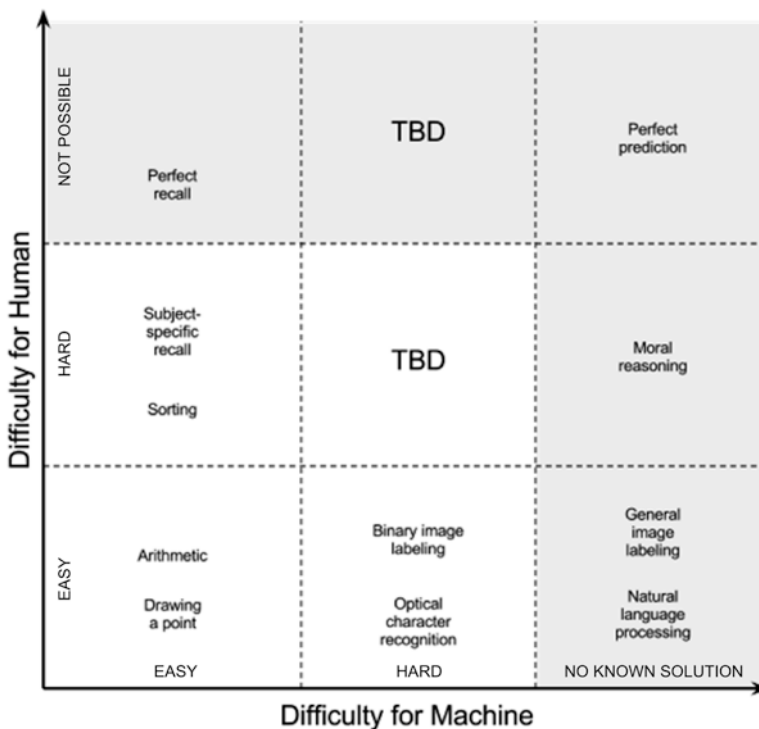 NOT POSSIBLE
TBD
Perfect
prediction
Perfect
recall
Difficulty for Human
HARD
Subject-
specific
recall
TBD
Moral
reasoning
Sorting
EASY
Arithmetic
Binary image
labeling
General
image
labeling
Drawing
a point
Optical
character
recognition
Natural
language
processing
EASY
HARD
NO KNOWN SOLUTION
Difficulty for Machine